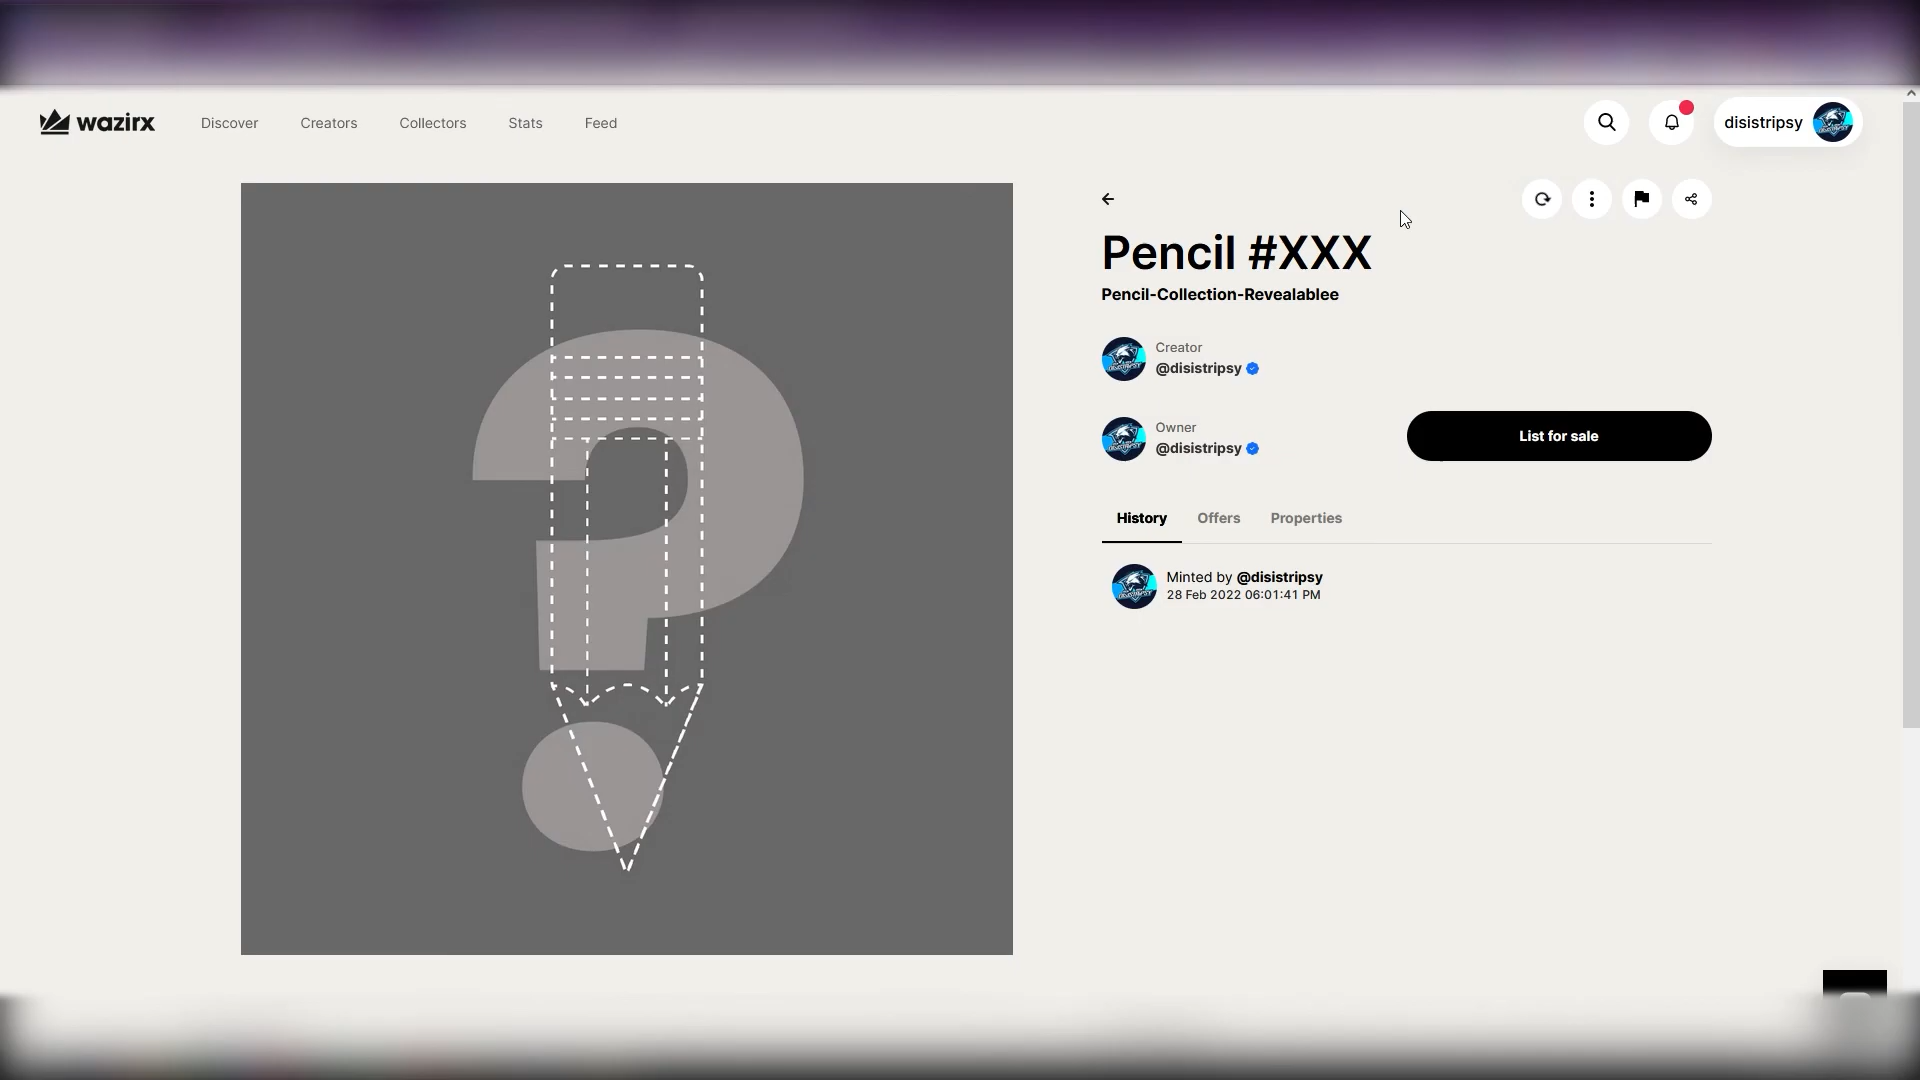 wazirx
Discover
Creators
Collectors
Stats
Feed
disistripsy
Pencil #XXX
Pencil-Collection-Revealablee
Creator
@disistripsy
Owner
@disistripsy
List for sale
History
Offers
Properties
Minted by @disistripsy
28 Feb 2022 06:01:41 PM